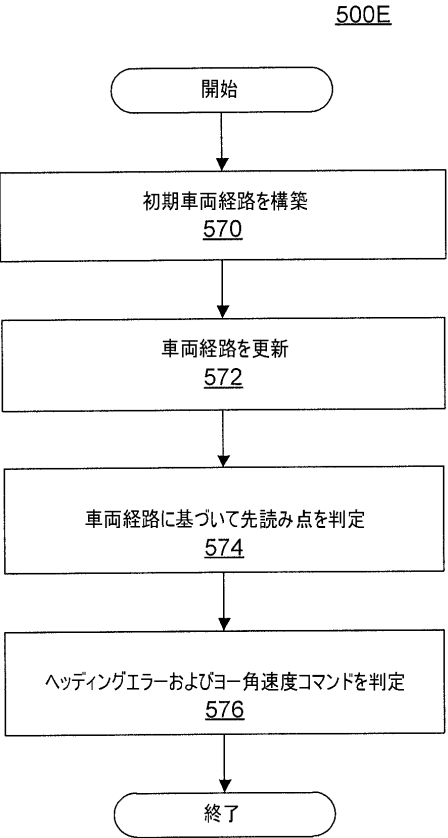 500E
開始
初期車両経路を構築
570
車両経路を更新
572
車両経路に基づいて先読み点を判定
574
ヘッディングエラーおよびヨー角速度コマンドを判定
576
終了